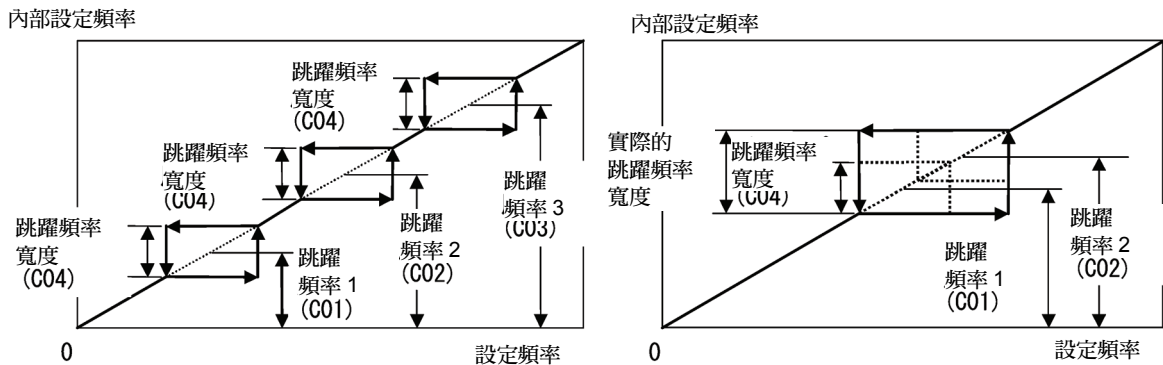 內部設定頻率
跳躍頻率
寬度
(C04)
跳躍頻率
寬度
(C04)
跳躍頻率
寬度
(C04)
跳躍
頻率 1
(C01)
跳躍
頻率 2
(C02)
跳躍
頻率 3
(C03)
0
設定頻率
內部設定頻率
實際的
跳躍頻率
寬度
跳躍頻率
寬度
(C04)
跳躍
頻率 1
(C01)
跳躍
頻率 2
(C02)
0
設定頻率